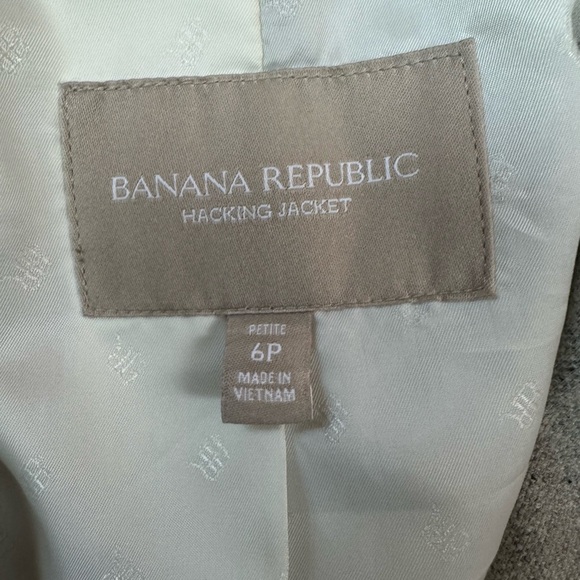 BANANA REPUBLIC
HACKING JACKET
PETITE
6P
MADE IN
VIETNAM